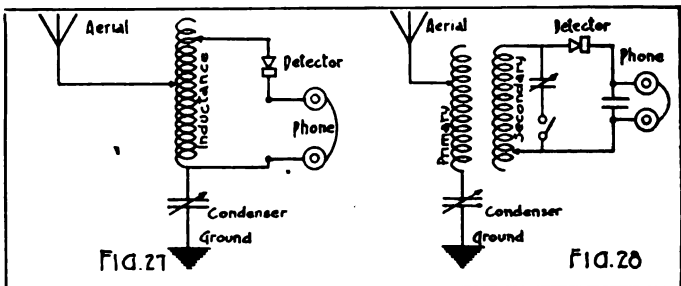 Aerial
Inductance
Detector
Phone
Condenser
Ground
FIG.27
Aerial
Primary
Secondary
Detector
Phone
Condenser
Ground
FIG.28